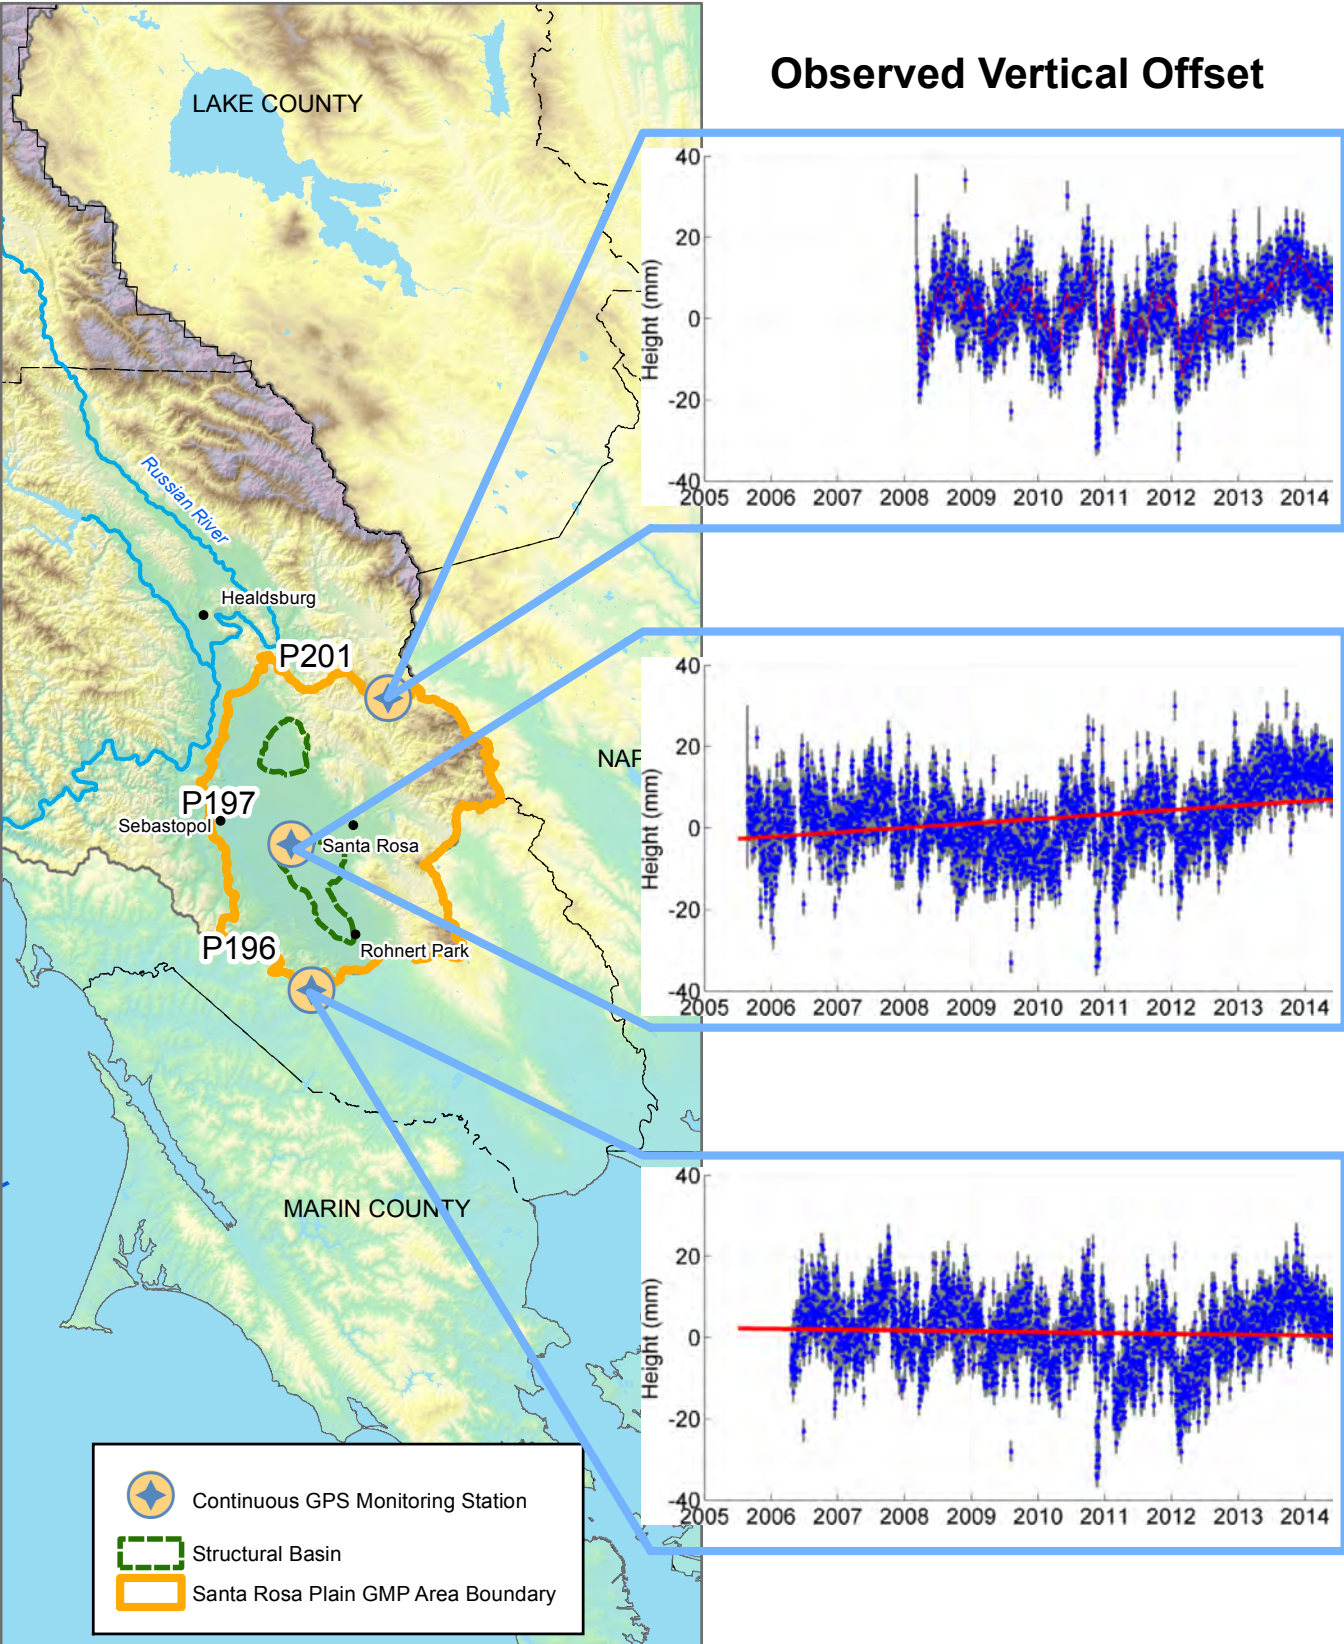 Observed Vertical Offset
LAKE COUNTY
Russian River
Healdsburg
P201
NAP
P197
Sebastopol
Santa Rosa
P196
Rohnert Park
MARIN COUNTY
Continuous GPS Monitoring Station
Structural Basin
Santa Rosa Plain GMP Area Boundary
40
20
0
-20
-40
Height (mm)
2005 2006 2007 2008 2009 2010 2011 2012 2013 2014
40
20
0
-20
-40
Height (mm)
2005 2006 2007 2008 2009 2010 2011 2012 2013 2014
40
20
0
-20
-40
Height (mm)
2005 2006 2007 2008 2009 2010 2011 2012 2013 2014